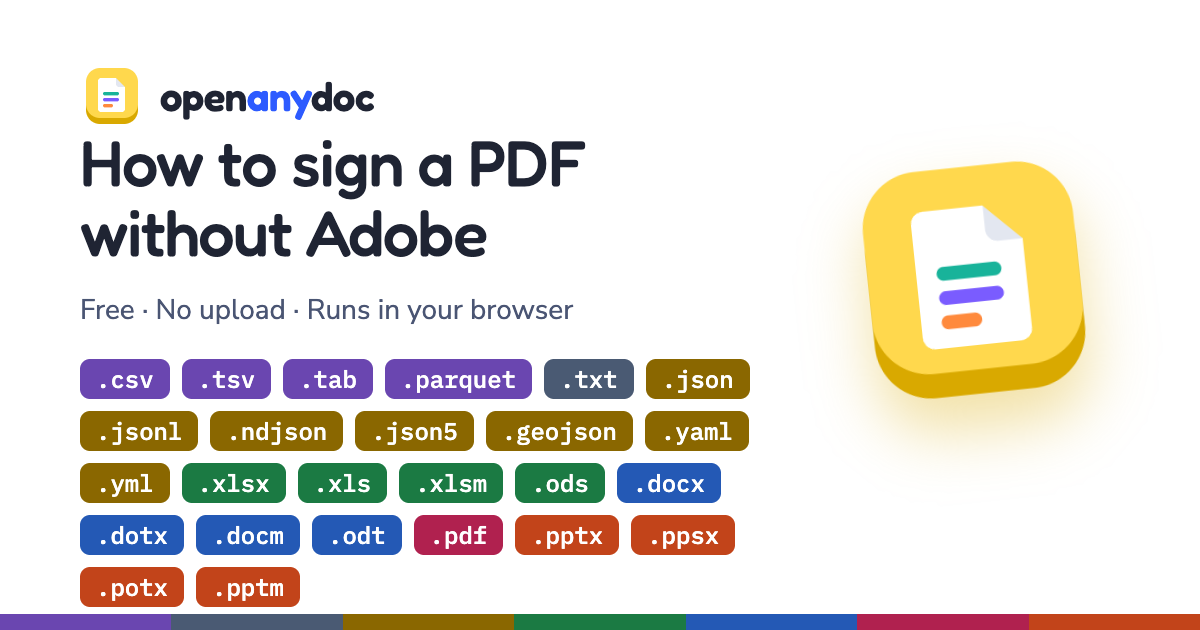 openanydoc
How to sign a PDF
without Adobe
Free · No upload · Runs in your browser
.csv .tsv .tab .parquet .txt .json
.jsonl .ndjson .json5 .geojson .yaml
.yml .xlsx .xls .xlsm .ods .docx
.dotx .docm .odt .pdf .pptx .ppsx
.potx .pptm